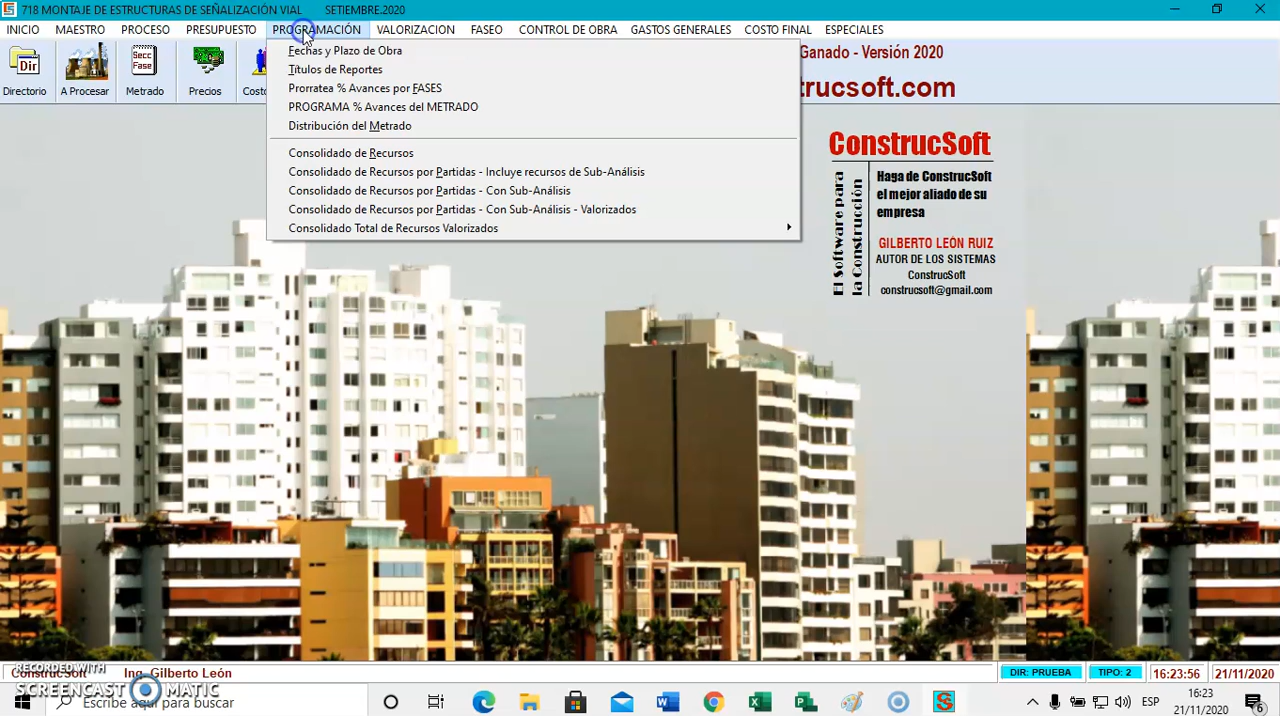 718 MONTAJE DE ESTRUCTURAS DE SEÑALIZACIÓN VIAL SETIEMBRE.2020
INICIO MAESTRO PROCESO PRESUPUESTO PROGRAMACIÓN VALORIZACION FASEO CONTROL DE OBRA GASTOS GENERALES COSTO FINAL ESPECIALES
Dir
Secc
Fase
Directorio A Procesar Metrado Precios Costo
Fechas y Plazo de Obra
Títulos de Reportes
Prorratea % Avances por FASES
PROGRAMA % Avances del METRADO
Distribución del Metrado
Consolidado de Recursos
Consolidado de Recursos por Partidas - Incluye recursos de Sub-Análisis
Consolidado de Recursos por Partidas - Con Sub-Análisis
Consolidado de Recursos por Partidas - Con Sub-Análisis - Valorizados
Consolidado Total de Recursos Valorizados
Ganado - Versión 2020
trucsoft.com
ConstrucSoft
El Software para
la Construcción
Haga de ConstrucSoft
el mejor aliado de su
empresa
GILBERTO LEÓN RUIZ
AUTOR DE LOS SISTEMAS
ConstrucSoft
construcsoft@gmail.com
ConstrucSoft Ing. Gilberto León DIR: PRUEBA TIPO: 2 16:23:56 21/11/2020
RECORDED WITH
SCREENCAST MATIC
Escribe aquí para buscar
ESP
16:23
21/11/2020
6